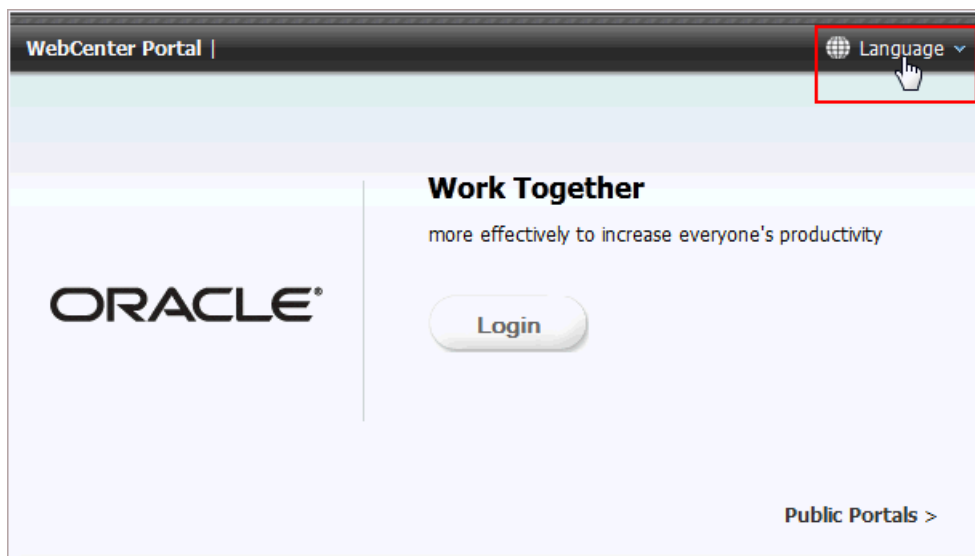 WebCenter Portal |
Language
Work Together
more effectively to increase everyone's productivity
ORACLE®
Login
Public Portals >